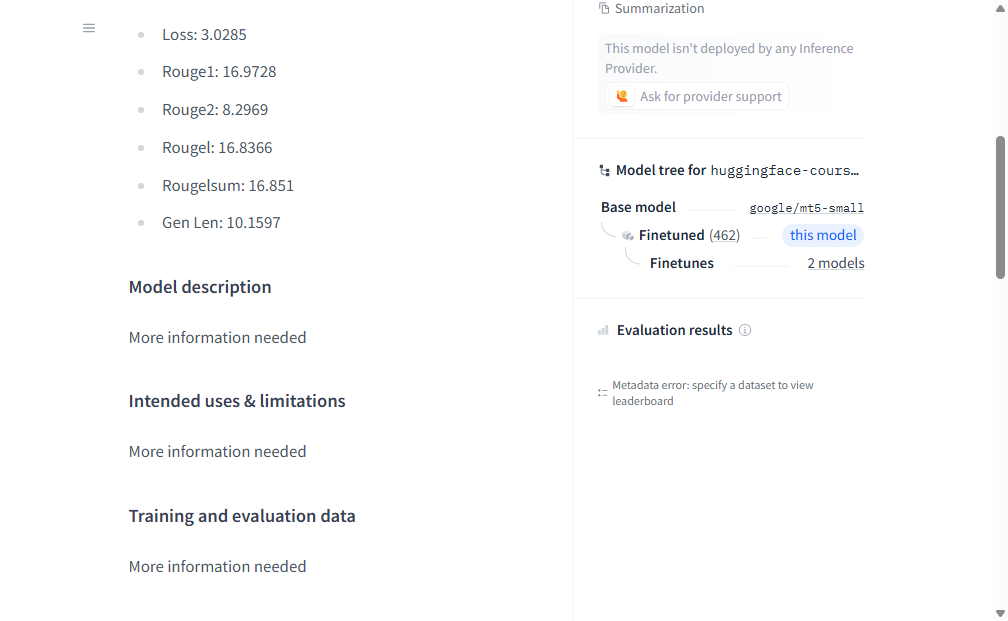 Loss: 3.0285
Rouge1: 16.9728
Rouge2: 8.2969
Rougel: 16.8366
Rougelsum: 16.851
Gen Len: 10.1597
Model description
More information needed
Intended uses & limitations
More information needed
Training and evaluation data
More information needed
Summarization
This model isn't deployed by any Inference
Provider.
Ask for provider support
Model tree for huggingface-cours…
Base model google/mt5-small
Finetuned (462) this model
Finetunes 2 models
Evaluation results
Metadata error: specify a dataset to view
leaderboard